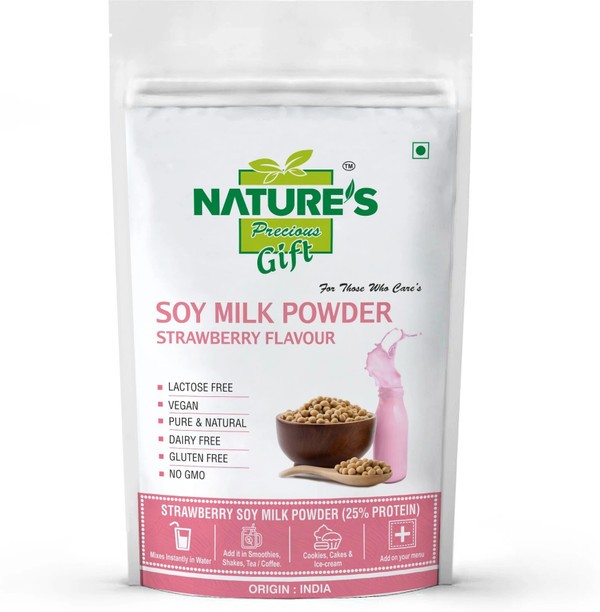 NATURE'S
TM
Precious
Gift
For Those Who Care's
SOY MILK POWDER
STRAWBERRY FLAVOUR
LACTOSE FREE
VEGAN
PURE & NATURAL
DAIRY FREE
GLUTEN FREE
NO GMO
STRAWBERRY SOY MILK POWDER (25% PROTEIN)
Mixes Instantly in Water
Add it in Smoothies,
Shakes, Tea / Coffee.
Cookies, Cakes &
Ice-cream
Add on your menu
ORIGIN : INDIA